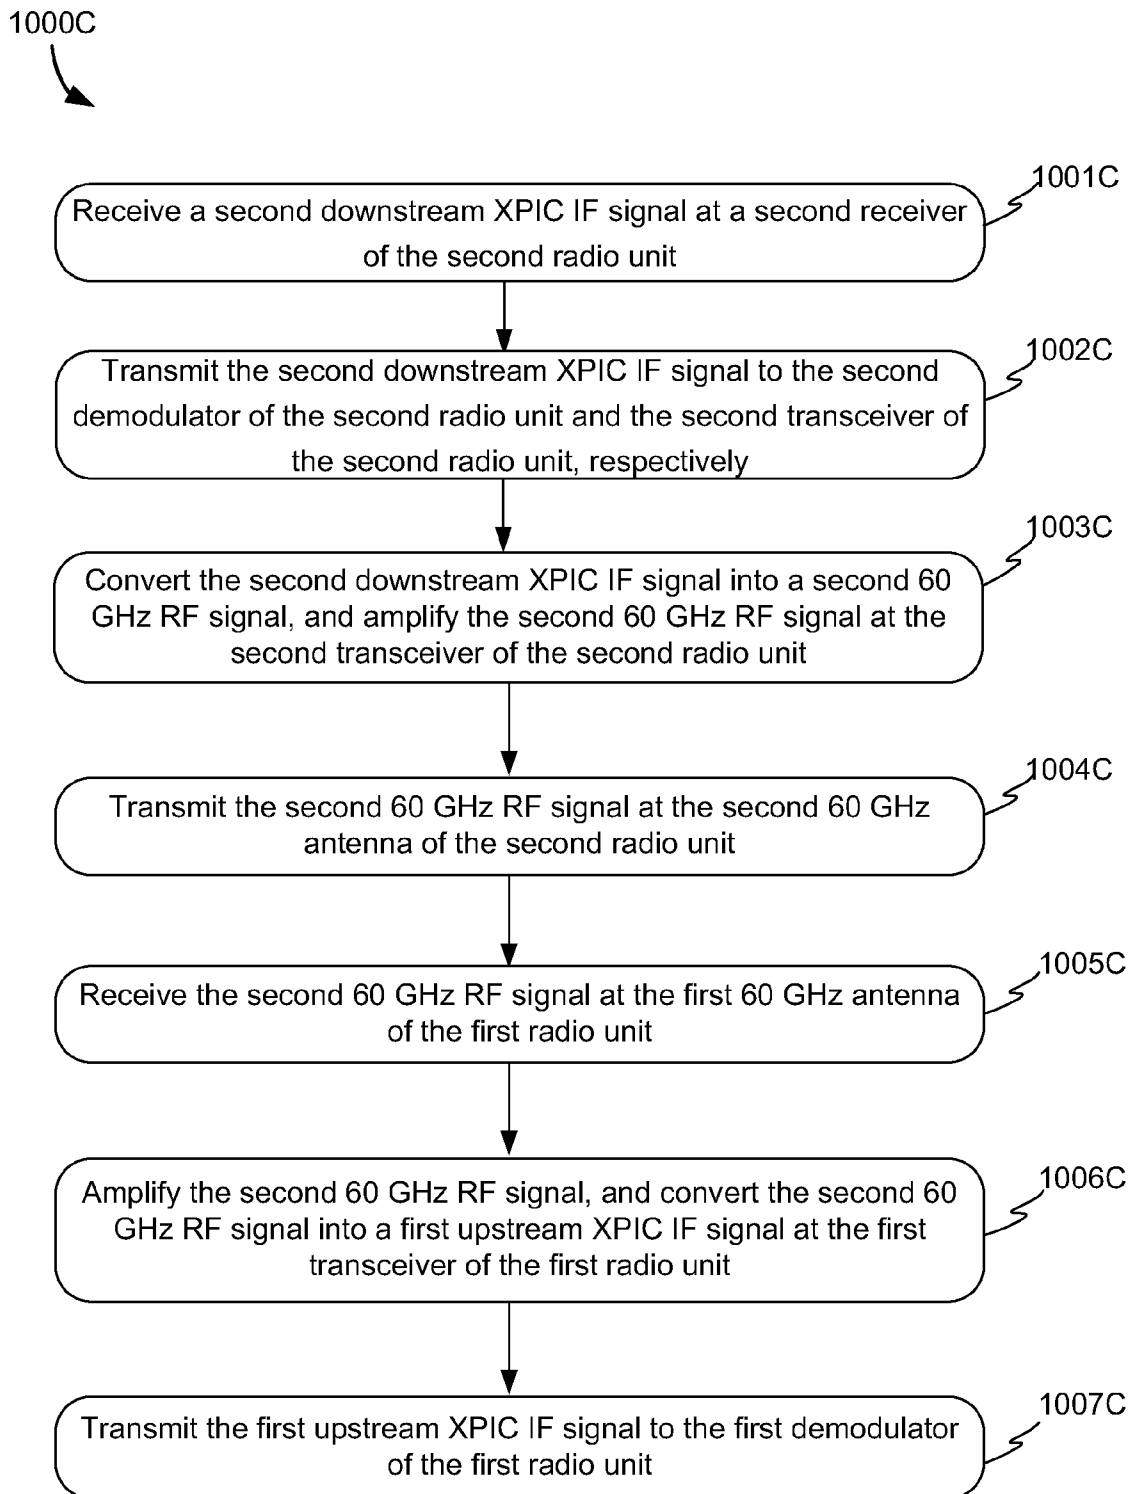 1000C
1001C
Receive a second downstream XPIC IF signal at a second receiver
of the second radio unit
1002C
Transmit the second downstream XPIC IF signal to the second
demodulator of the second radio unit and the second transceiver of
the second radio unit, respectively
1003C
Convert the second downstream XPIC IF signal into a second 60
GHz RF signal, and amplify the second 60 GHz RF signal at the
second transceiver of the second radio unit
1004C
Transmit the second 60 GHz RF signal at the second 60 GHz
antenna of the second radio unit
1005C
Receive the second 60 GHz RF signal at the first 60 GHz antenna
of the first radio unit
1006C
Amplify the second 60 GHz RF signal, and convert the second 60
GHz RF signal into a first upstream XPIC IF signal at the first
transceiver of the first radio unit
1007C
Transmit the first upstream XPIC IF signal to the first demodulator
of the first radio unit